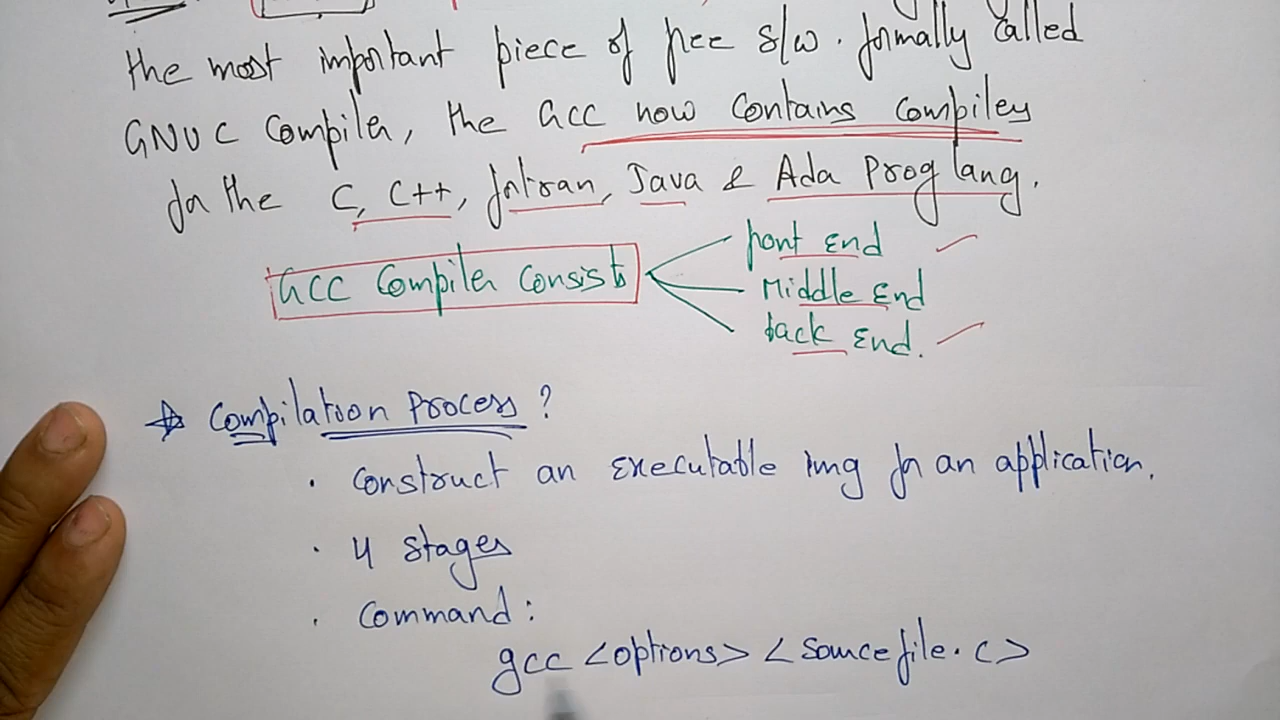 the most important piece of free s/w. formally called
GNU C Compiler, the GCC now contains compilers
for the C, C++, fortran, Java & Ada Prog lang.
GCC Compiler Consists
front End
Middle End
back End.
Compilation Process?
. construct an executable img for an application.
. 4 stages
. Command:
gcc <options> <sourcefile.c>